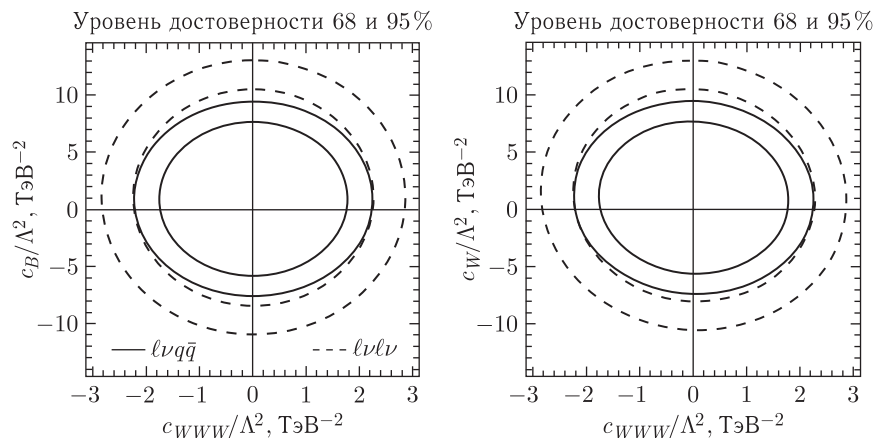 Уровень достоверности 68 и 95%
c_B/Λ², ТэВ⁻²
10
5
0
−5
−10
ℓνqq̄
ℓνℓν
−3 −2 −1 0 1 2 3
c_WWW/Λ², ТэВ⁻²
Уровень достоверности 68 и 95%
c_W/Λ², ТэВ⁻²
10
5
0
−5
−10
−3 −2 −1 0 1 2 3
c_WWW/Λ², ТэВ⁻²